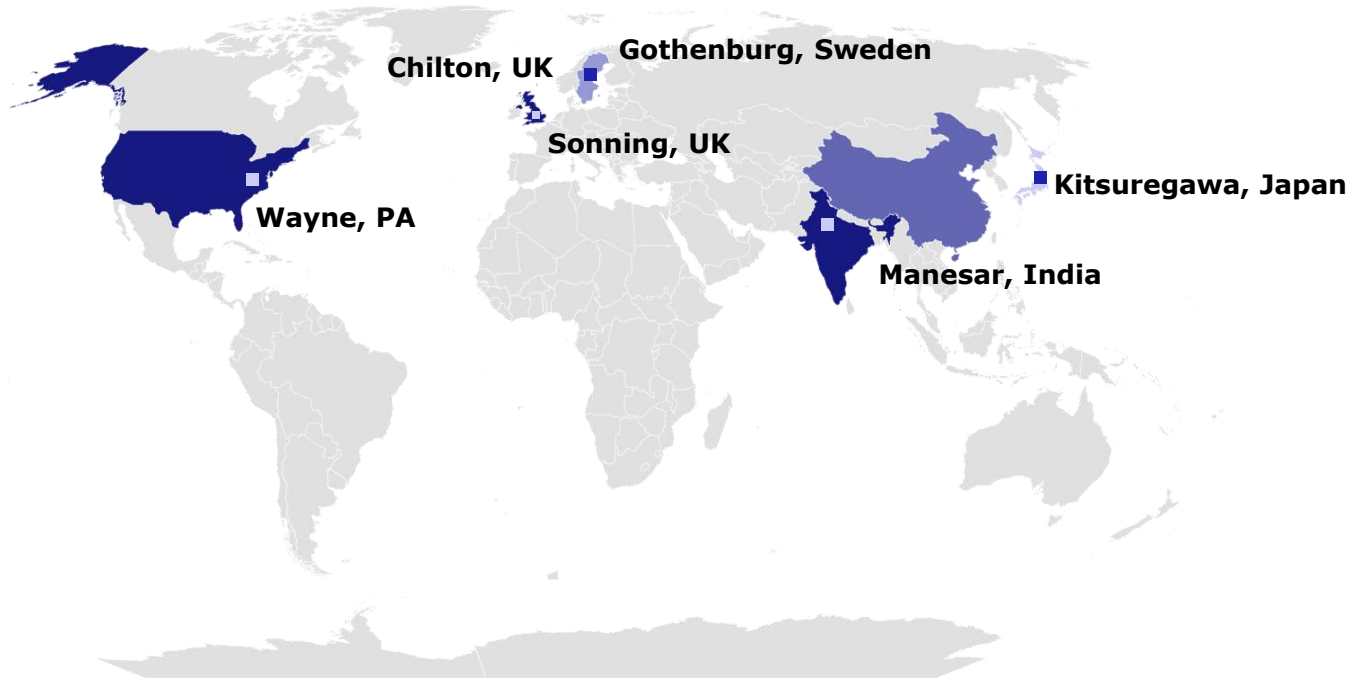 Gothenburg, Sweden
Chilton, UK
Sonning, UK
Kitsuregawa, Japan
Wayne, PA
Manesar, India